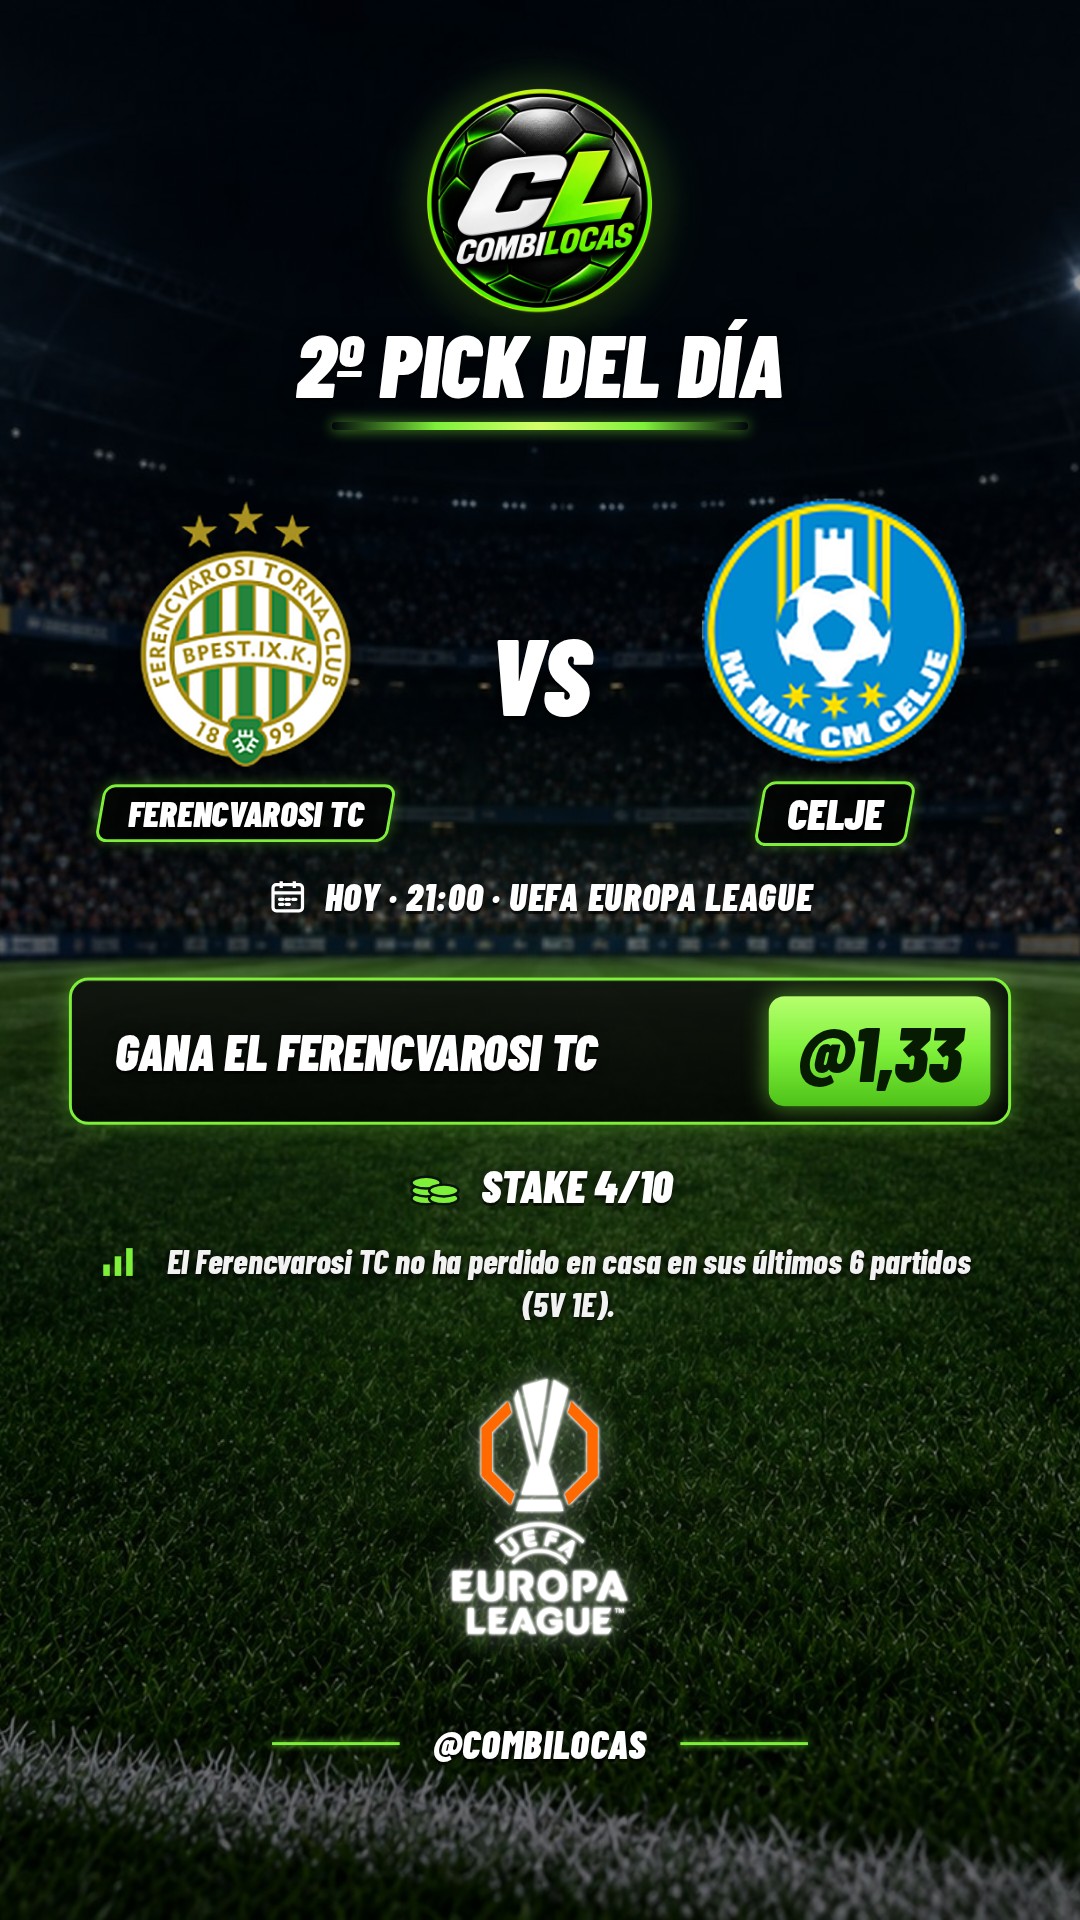 CL
COMBILOCAS
2º PICK DEL DÍA
FERENCVÁROSI TORNA CLUB
BPEST.IX.K.
18 99
VS
NK MIK CM CELJE
FERENCVAROSI TC
CELJE
HOY · 21:00 · UEFA EUROPA LEAGUE
GANA EL FERENCVAROSI TC
@1,33
STAKE 4/10
El Ferencvarosi TC no ha perdido en casa en sus últimos 6 partidos
(5V 1E).
UEFA
EUROPA
LEAGUE™
@COMBILOCAS